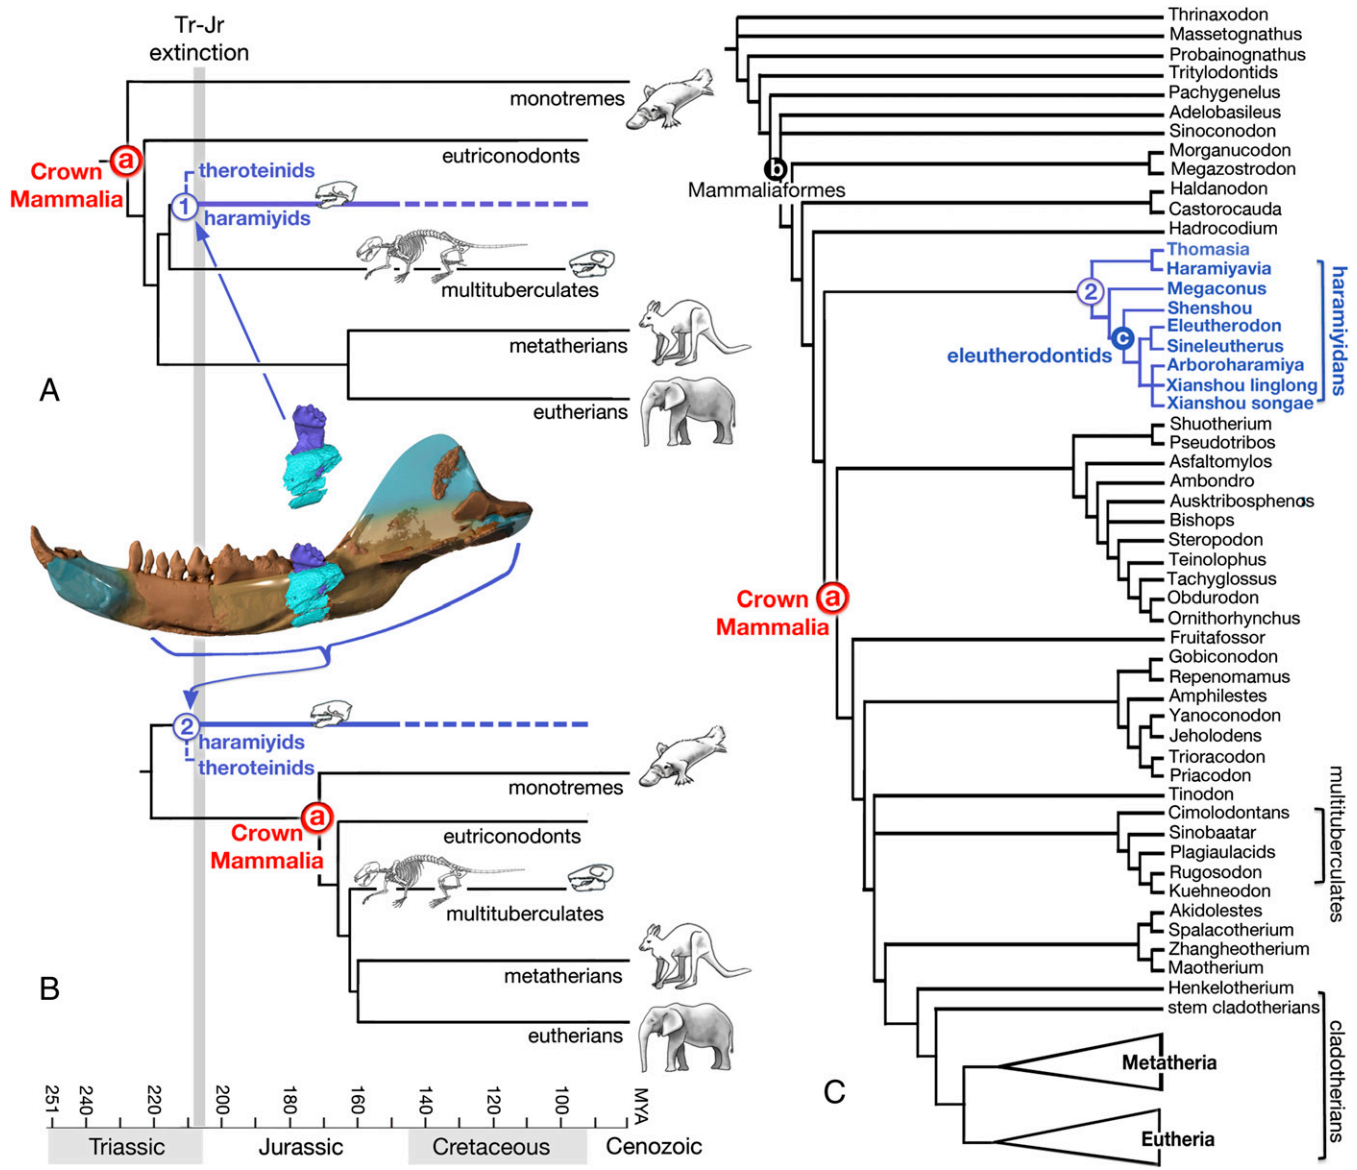 Tr-Jr
extinction
monotremes
eutriconodonts
Crown
Mammalia
a
theroteinids
1
haramiyids
multituberculates
metatherians
eutherians
A
2
haramiyids
theroteinids
monotremes
a
Crown
Mammalia
eutriconodonts
multituberculates
metatherians
eutherians
B
251
240
220
200
180
160
140
120
100
MYA
Triassic
Jurassic
Cretaceous
Cenozoic
Thrinaxodon
Massetognathus
Probainognathus
Tritylodontids
Pachygenelus
Adelobasileus
Sinoconodon
Morganucodon
b
Megazostrodon
Mammaliaformes
Haldanodon
Castorocauda
Hadrocodium
Thomasia
Haramiyavia
2
Megaconus
Shenshou
Eleutherodon
c
Sineleutherus
eleutherodontids
Arboroharamiya
Xianshou linglong
Xianshou songae
haramiyidans
Shuotherium
Pseudotribos
Asfaltomylos
Ambondro
Ausktribosphenos
Bishops
Steropodon
Teinolophus
Tachyglossus
Obdurodon
Ornithorhynchus
a
Crown
Mammalia
Fruitafossor
Gobiconodon
Repenomamus
Amphilestes
Yanoconodon
Jeholodens
Trioracodon
Priacodon
Tinodon
Cimolodontans
Sinobaatar
Plagiaulacids
Rugosodon
Kuehneodon
multituberculates
Akidolestes
Spalacotherium
Zhangheotherium
Maotherium
Henkelotherium
stem cladotherians
Metatheria
Eutheria
cladotherians
C